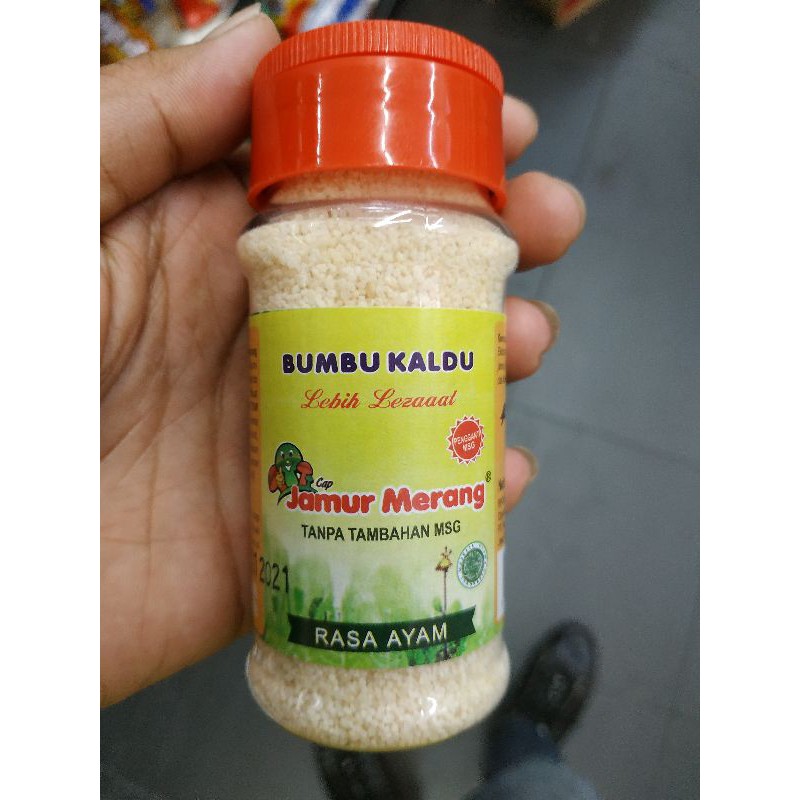 BUMBU KALDU
Lebih Lezaaat
PENGGANTI
MSG
Cap
Jamur Merang®
TANPA TAMBAHAN MSG
2021
RASA AYAM